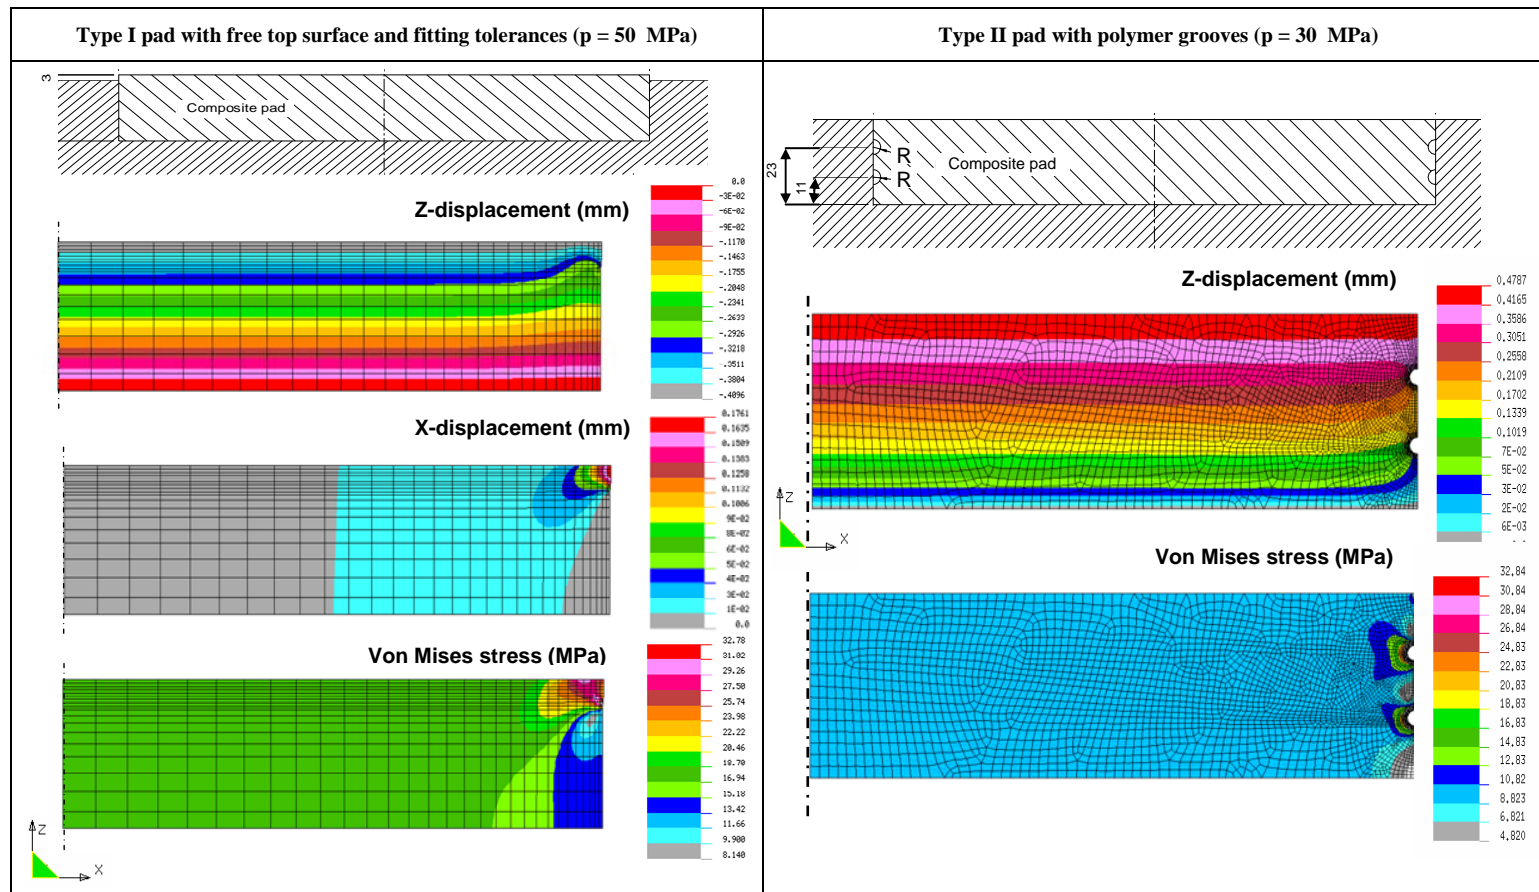 Type I pad with free top surface and fitting tolerances (p = 50 MPa)
3
Composite pad
Z-displacement (mm)
0.0
-3E-02
-6E-02
-9E-02
-.1170
-.1463
-.1755
-.2048
-.2341
-.2633
-.2926
-.3218
-.3511
-.3804
-.4096
X-displacement (mm)
0.1761
0.1635
0.1509
0.1383
0.1258
0.1132
0.1006
9E-02
8E-02
6E-02
5E-02
4E-02
3E-02
1E-02
0.0
Von Mises stress (MPa)
32.78
31.02
29.26
27.50
25.74
23.98
22.22
20.46
18.70
16.94
15.18
13.42
11.66
9.900
8.140
Z
X
Type II pad with polymer grooves (p = 30 MPa)
23
11
R
R
Composite pad
Z-displacement (mm)
0.4787
0.4165
0.3586
0.3051
0.2558
0.2109
0.1702
0.1339
0.1019
7E-02
5E-02
3E-02
2E-02
6E-03
Z
X
Von Mises stress (MPa)
32.84
30.84
28.84
26.84
24.83
22.83
20.83
18.83
16.83
14.83
12.83
10.82
8.823
6.821
4.820